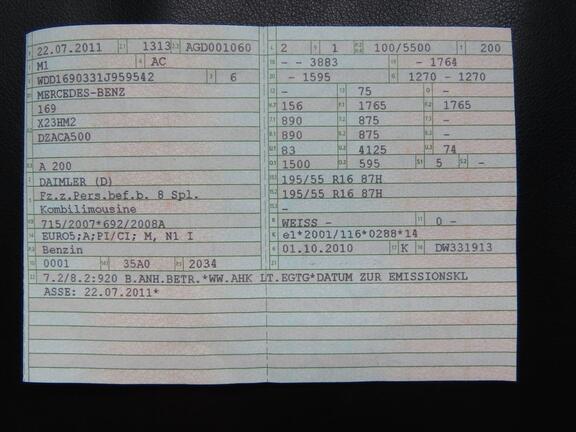 22.07.2011 1313 AGD001060
M1 AC
WDD1690331J959542 6
MERCEDES-BENZ
169
X23HM2
DZACA500
A 200
DAIMLER (D)
Fz.z.Pers.bef.b. 8 Spl.
Kombilimousine
715/2007*692/2008A
EURO5;A;PI/CI; M, N1 I
Benzin
0001 35A0 2034
2 1 100/5500 200
- - 3883 - 1764
- 1595 1270 - 1270
- 75 -
156 1765 1765
890 875 -
890 875 -
83 4125 74
1500 595 5 -
195/55 R16 87H
195/55 R16 87H
-
WEISS - 0 -
e1*2001/116*0288*14
01.10.2010 K DW331913
7.2/8.2:920 B.ANH.BETR.*WW.AHK LT.EGTG*DATUM ZUR EMISSIONSKL
ASSE: 22.07.2011*